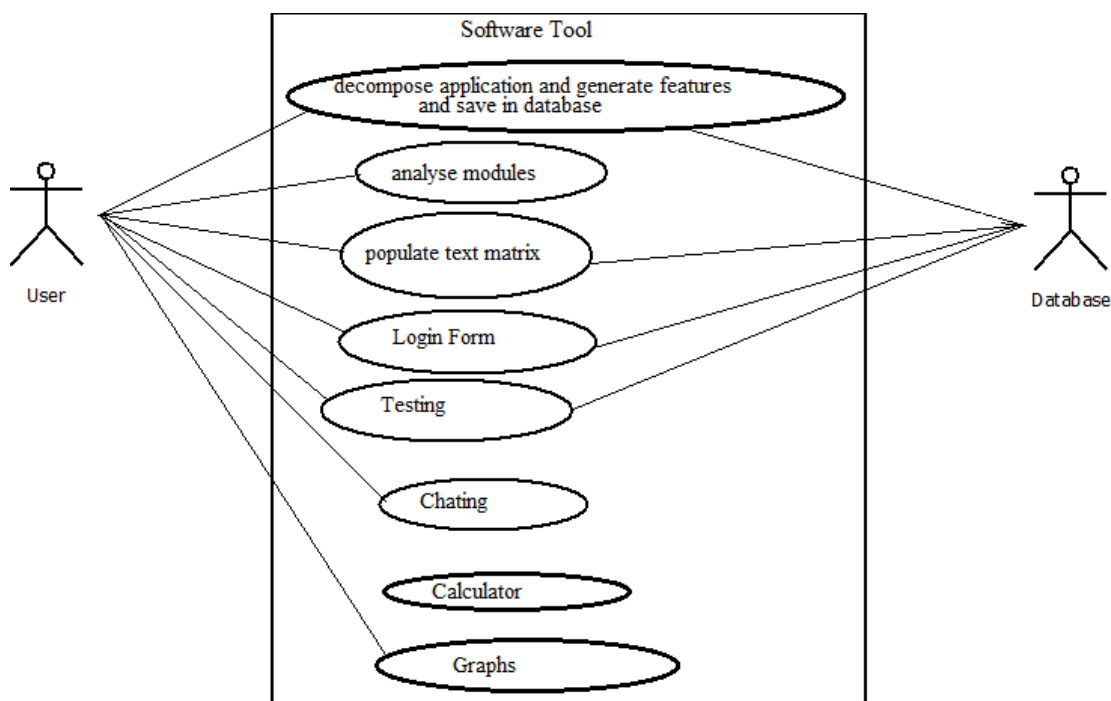 Software Tool
decompose application and generate features
and save in database
analyse modules
populate text matrix
User
Database
Login Form
Testing
Chating
Calculator
Graphs